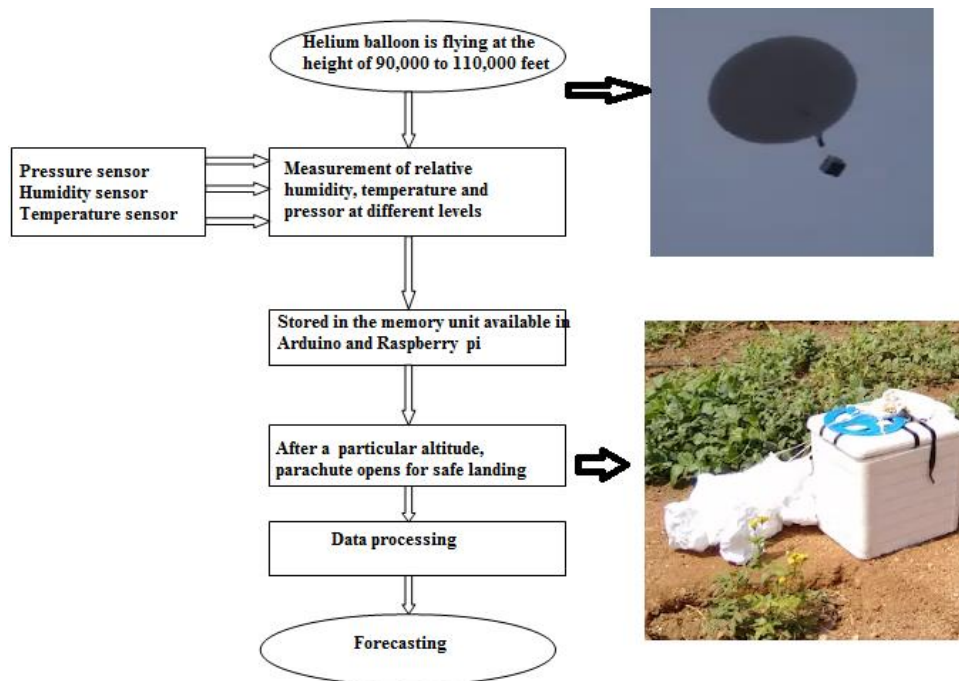 Helium balloon is flying at the
height of 90,000 to 110,000 feet
Pressure sensor
Humidity sensor
Temperature sensor
Measurement of relative
humidity, temperature and
pressor at different levels
Stored in the memory unit available in
Arduino and Raspberry pi
After a particular altitude,
parachute opens for safe landing
Data processing
Forecasting